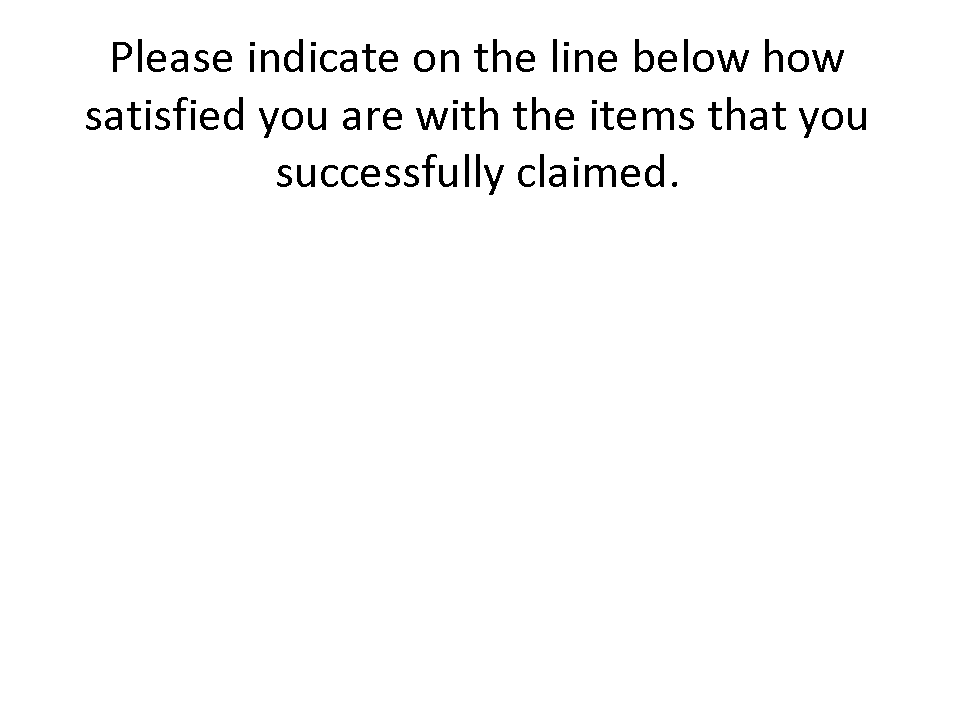 Please indicate on the line below how
satisfied you are with the items that you
successfully claimed.